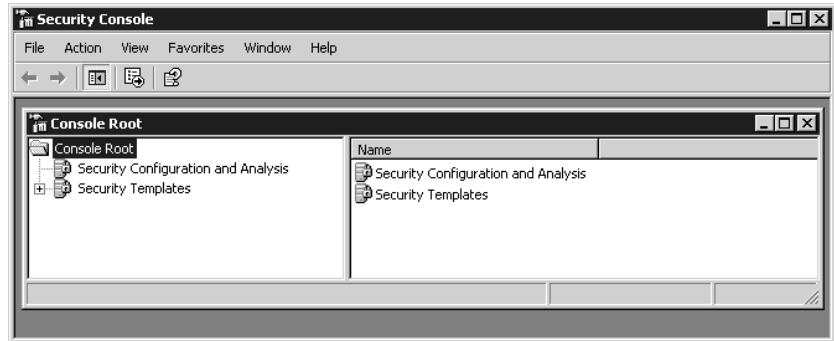 Security Console
File Action View Favorites Window Help
Console Root
Console Root
Security Configuration and Analysis
Security Templates
Name
Security Configuration and Analysis
Security Templates